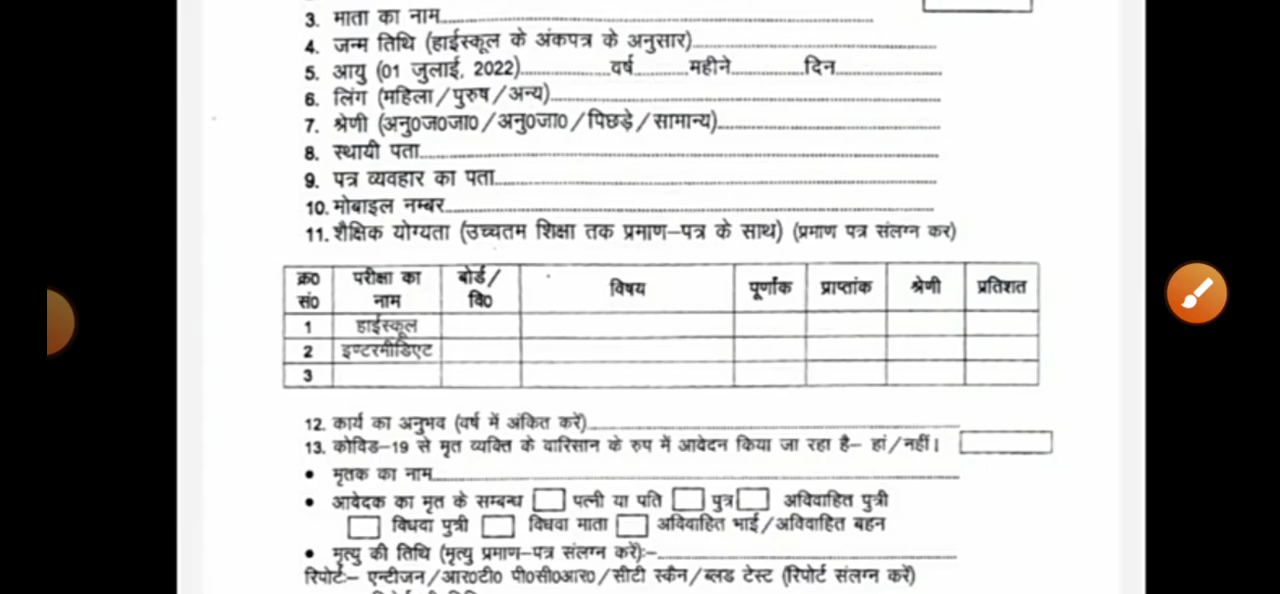 3. माता का नाम
4. जन्म तिथि (हाईस्कूल के अंकपत्र के अनुसार)
5. आयु (01 जुलाई, 2022) वर्ष महीने दिन
6. लिंग (महिला/पुरुष/अन्य)
7. श्रेणी (अनु0ज0जा0/अनु0जा0/पिछड़े/सामान्य)
8. स्थायी पता
9. पत्र व्यवहार का पता
10. मोबाइल नम्बर
11. शैक्षिक योग्यता (उच्चतम शिक्षा तक प्रमाण–पत्र के साथ) (प्रमाण पत्र संलग्न कर)
क्र0 सं0 परीक्षा का नाम बोर्ड/ वि0 विषय पूर्णांक प्राप्तांक श्रेणी प्रतिशत
1 हाईस्कूल
2 इण्टरमीडिएट
3
12. कार्य का अनुभव (वर्ष में अंकित करें)
13. कोविड–19 से मृत व्यक्ति के वारिसान के रुप में आवेदन किया जा रहा है– हां/नहीं।
• मृतक का नाम
• आवेदक का मृत के सम्बन्ध पत्नी या पति पुत्र अविवाहित पुत्री
विधवा पुत्री विधवा माता अविवाहित भाई/अविवाहित बहन
• मृत्यु की तिथि (मृत्यु प्रमाण–पत्र संलग्न करें):–
रिपोर्टः– एन्टीजन/आर0टी0 पी0सी0आर0/सीटी स्कैन/ब्लड टेस्ट (रिपोर्ट संलग्न करें)